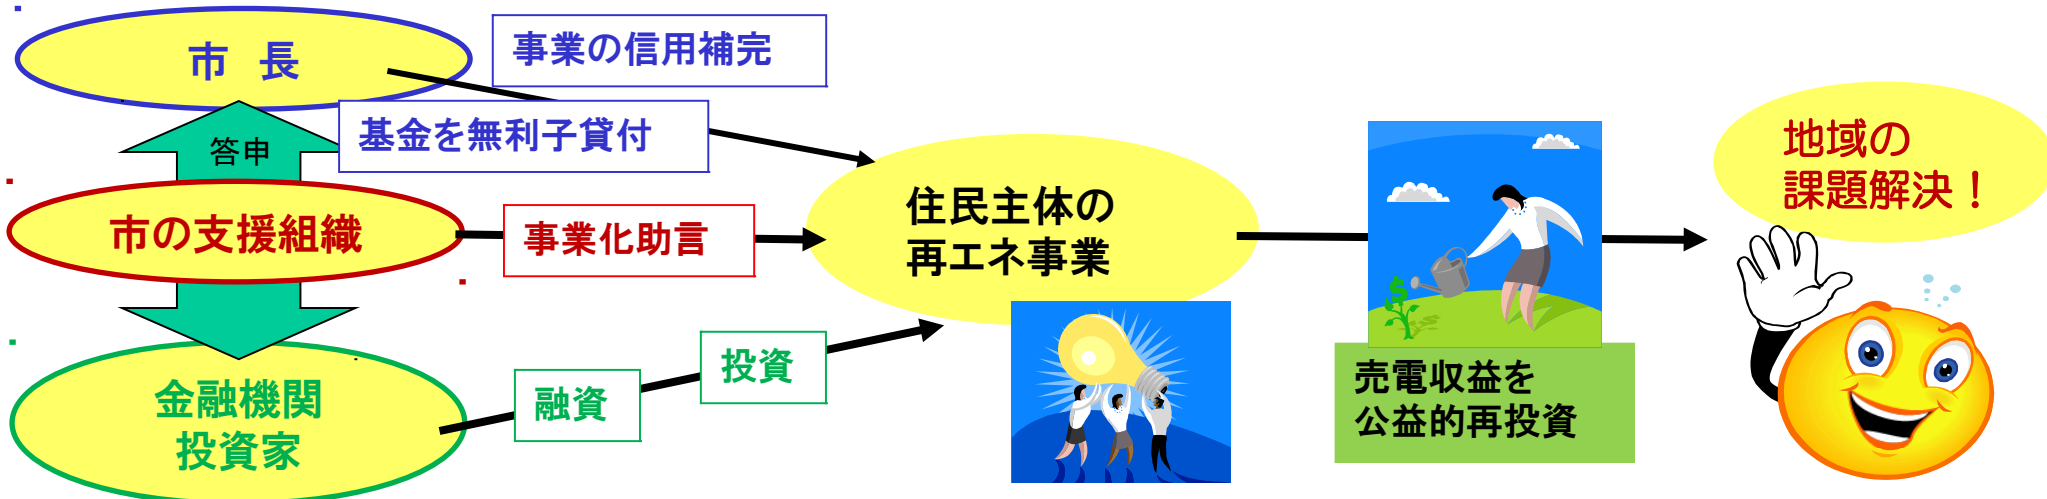 市 長
事業の信用補完
基金を無利子貸付
答申
市の支援組織
事業化助言
金融機関
投資家
融資
投資
住民主体の
再エネ事業
$
売電収益を
公益的再投資
地域の
課題解決！